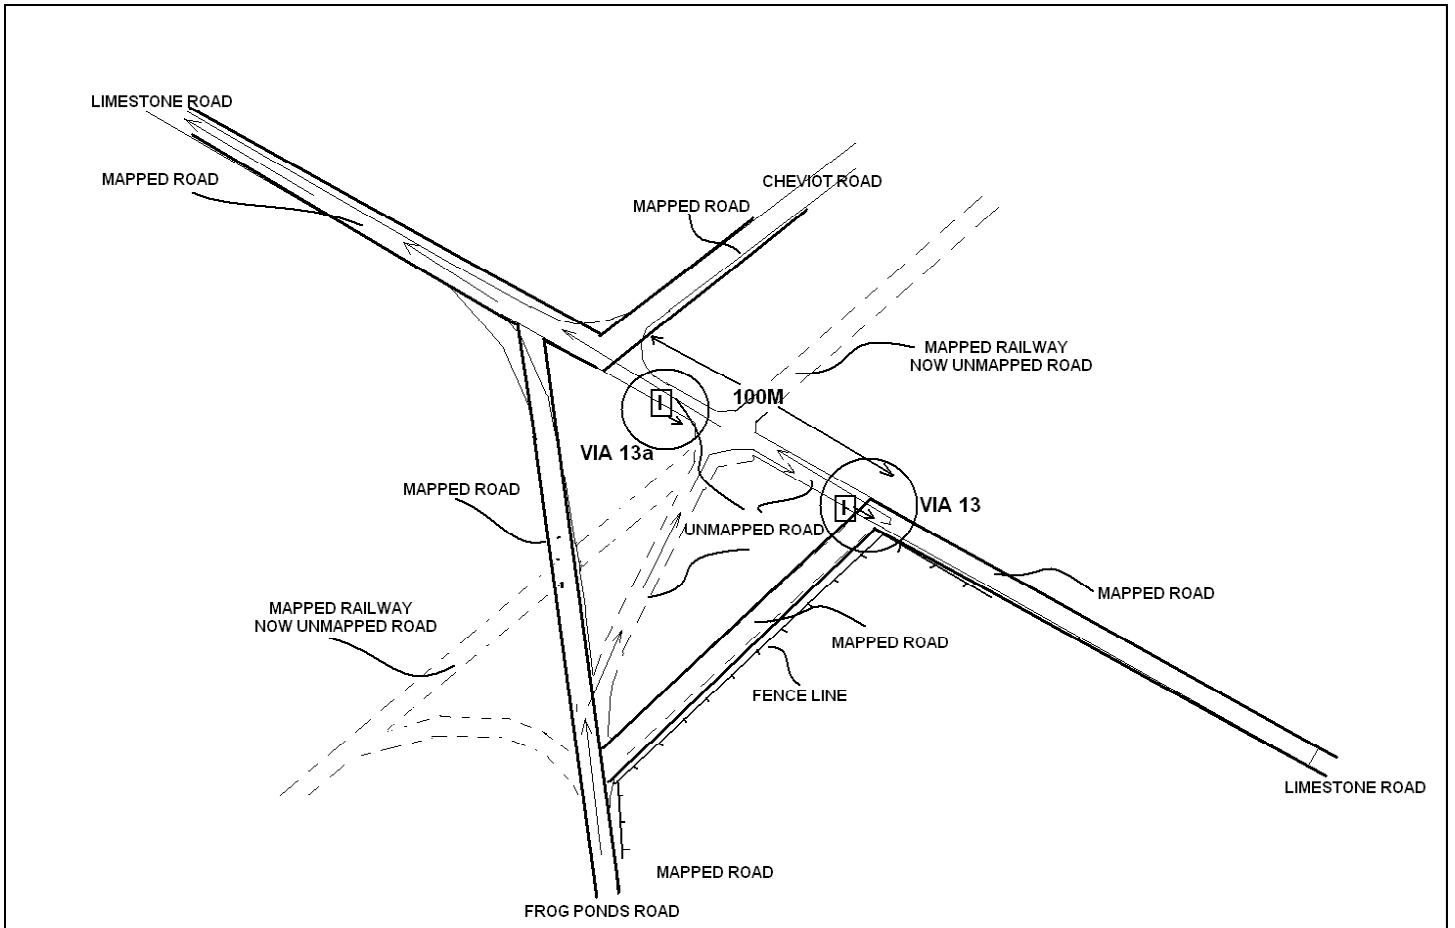 LIMESTONE ROAD
MAPPED ROAD
CHEVIOT ROAD
MAPPED ROAD
MAPPED RAILWAY
NOW UNMAPPED ROAD
100M
I
VIA 13a
MAPPED ROAD
I
VIA 13
UNMAPPED ROAD
MAPPED ROAD
MAPPED RAILWAY
NOW UNMAPPED ROAD
MAPPED ROAD
FENCE LINE
LIMESTONE ROAD
MAPPED ROAD
FROG PONDS ROAD